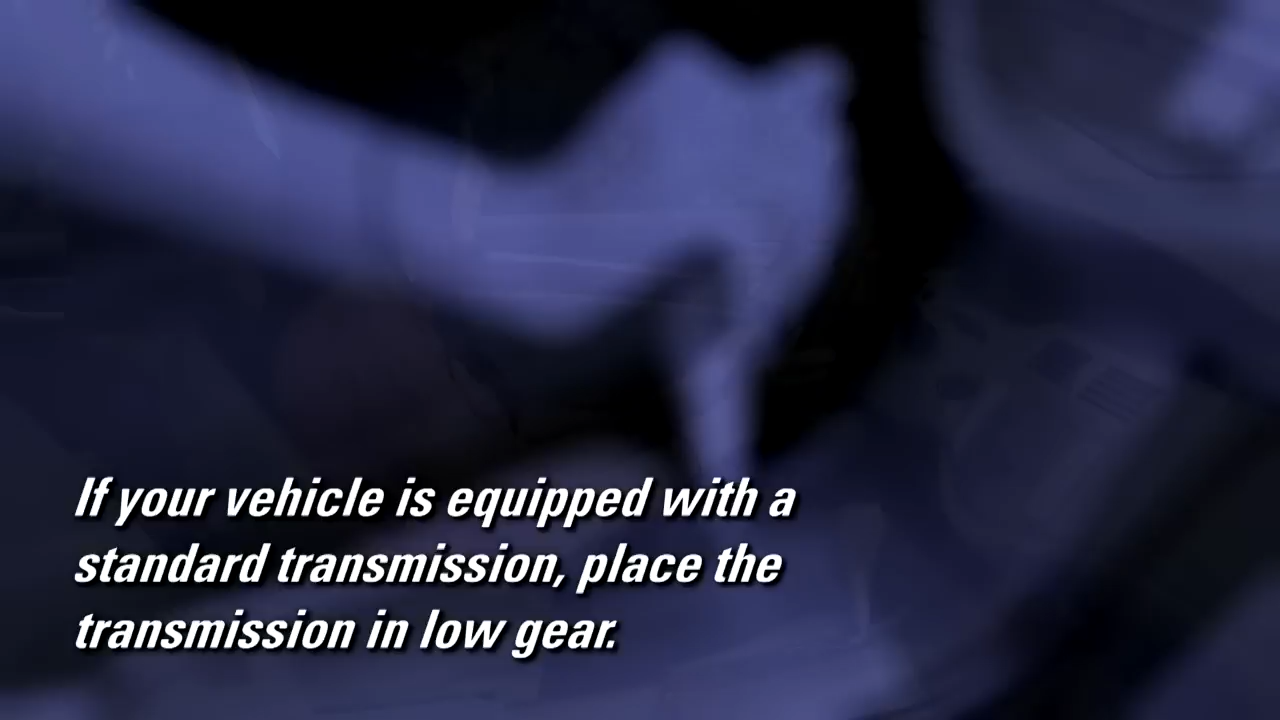 If your vehicle is equipped with a
standard transmission, place the
transmission in low gear.